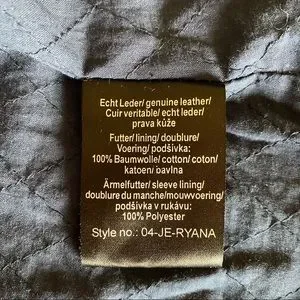 Echt Leder/ genuine leather/
Cuir veritable/ echt leder/
prava kůže
Futter/ lining/ doublure/
Voering/ podšívka:
100% Baumwolle/ cotton/ coton/
katoen/ bavlna
Ärmelfutter/ sleeve lining/
doublure du manche/mouwvoering/
podšívka v rukávu:
100% Polyester
Style no.: 04-JE-RYANA